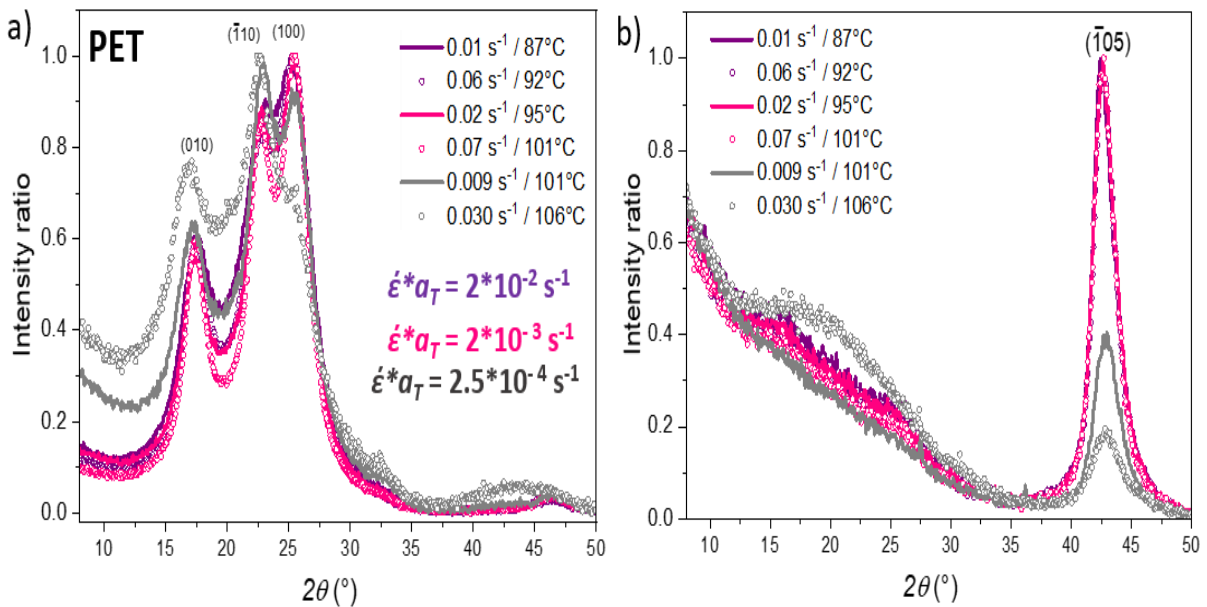 a)
PET
(1̄10)
(100)
(010)
0.01 s⁻¹ / 87°C
0.06 s⁻¹ / 92°C
0.02 s⁻¹ / 95°C
0.07 s⁻¹ / 101°C
0.009 s⁻¹ / 101°C
0.030 s⁻¹ / 106°C
έ*a_T = 2*10⁻² s⁻¹
έ*a_T = 2*10⁻³ s⁻¹
έ*a_T = 2.5*10⁻⁴ s⁻¹
Intensity ratio
1.0
0.8
0.6
0.4
0.2
0.0
10 15 20 25 30 35 40 45 50
2θ (°)
b)
0.01 s⁻¹ / 87°C
0.06 s⁻¹ / 92°C
0.02 s⁻¹ / 95°C
0.07 s⁻¹ / 101°C
0.009 s⁻¹ / 101°C
0.030 s⁻¹ / 106°C
(1̄05)
Intensity ratio
1.0
0.8
0.6
0.4
0.2
0.0
10 15 20 25 30 35 40 45 50
2θ (°)